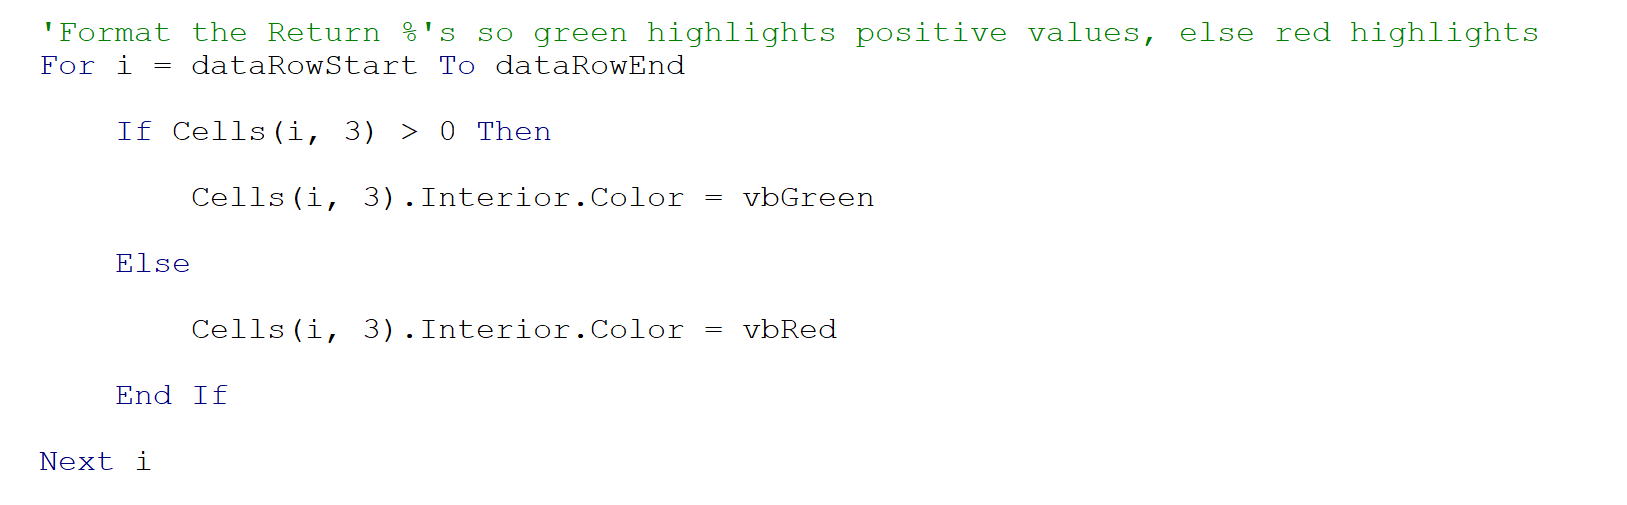 'Format the Return %'s so green highlights positive values, else red highlights
For i = dataRowStart To dataRowEnd
If Cells(i, 3) > 0 Then
Cells(i, 3).Interior.Color = vbGreen
Else
Cells(i, 3).Interior.Color = vbRed
End If
Next i